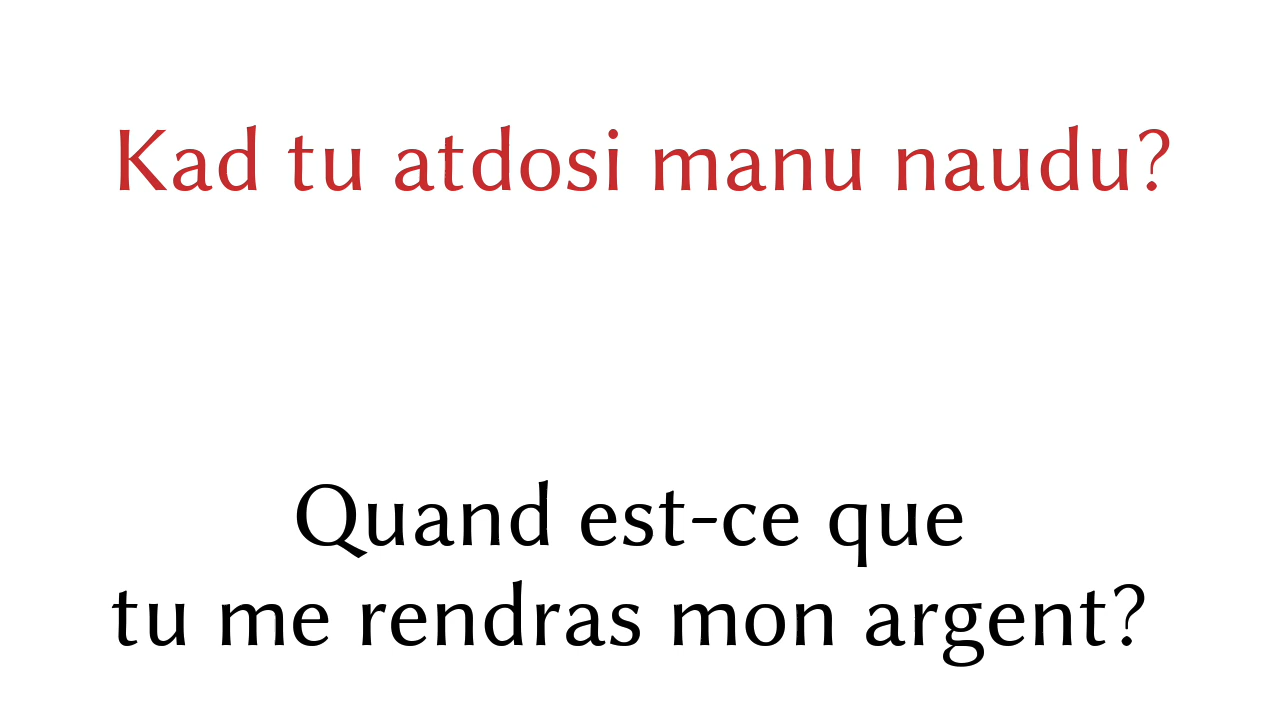 Kad tu atdosi manu naudu?
Quand est-ce que
tu me rendras mon argent?